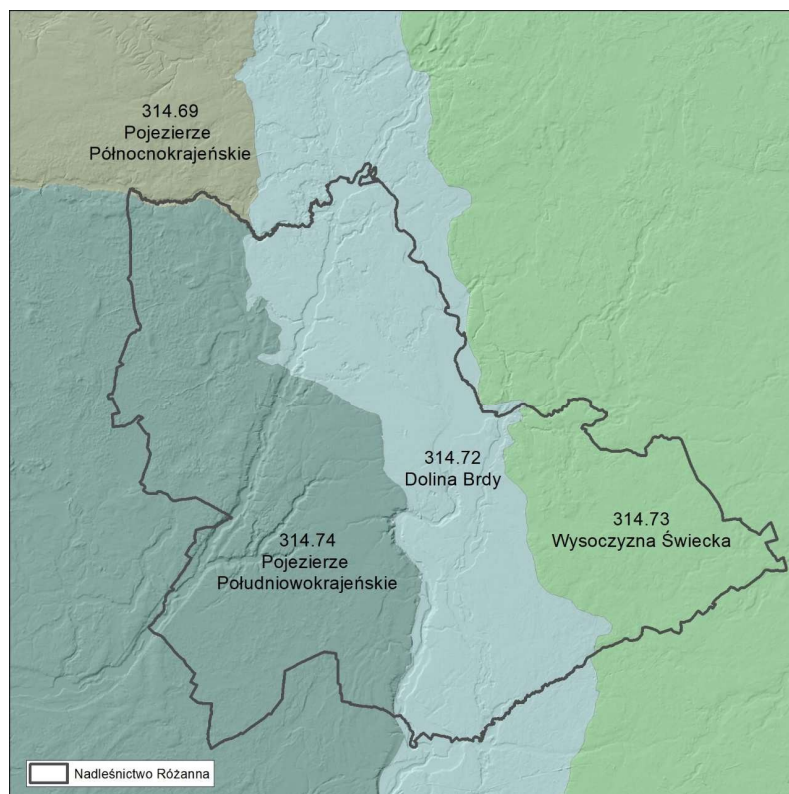 314.69
Pojezierze
Północnokrajeńskie
314.72
Dolina Brdy
314.73
Wysoczyzna Świecka
314.74
Pojezierze
Południowokrajeńskie
Nadleśnictwo Różanna